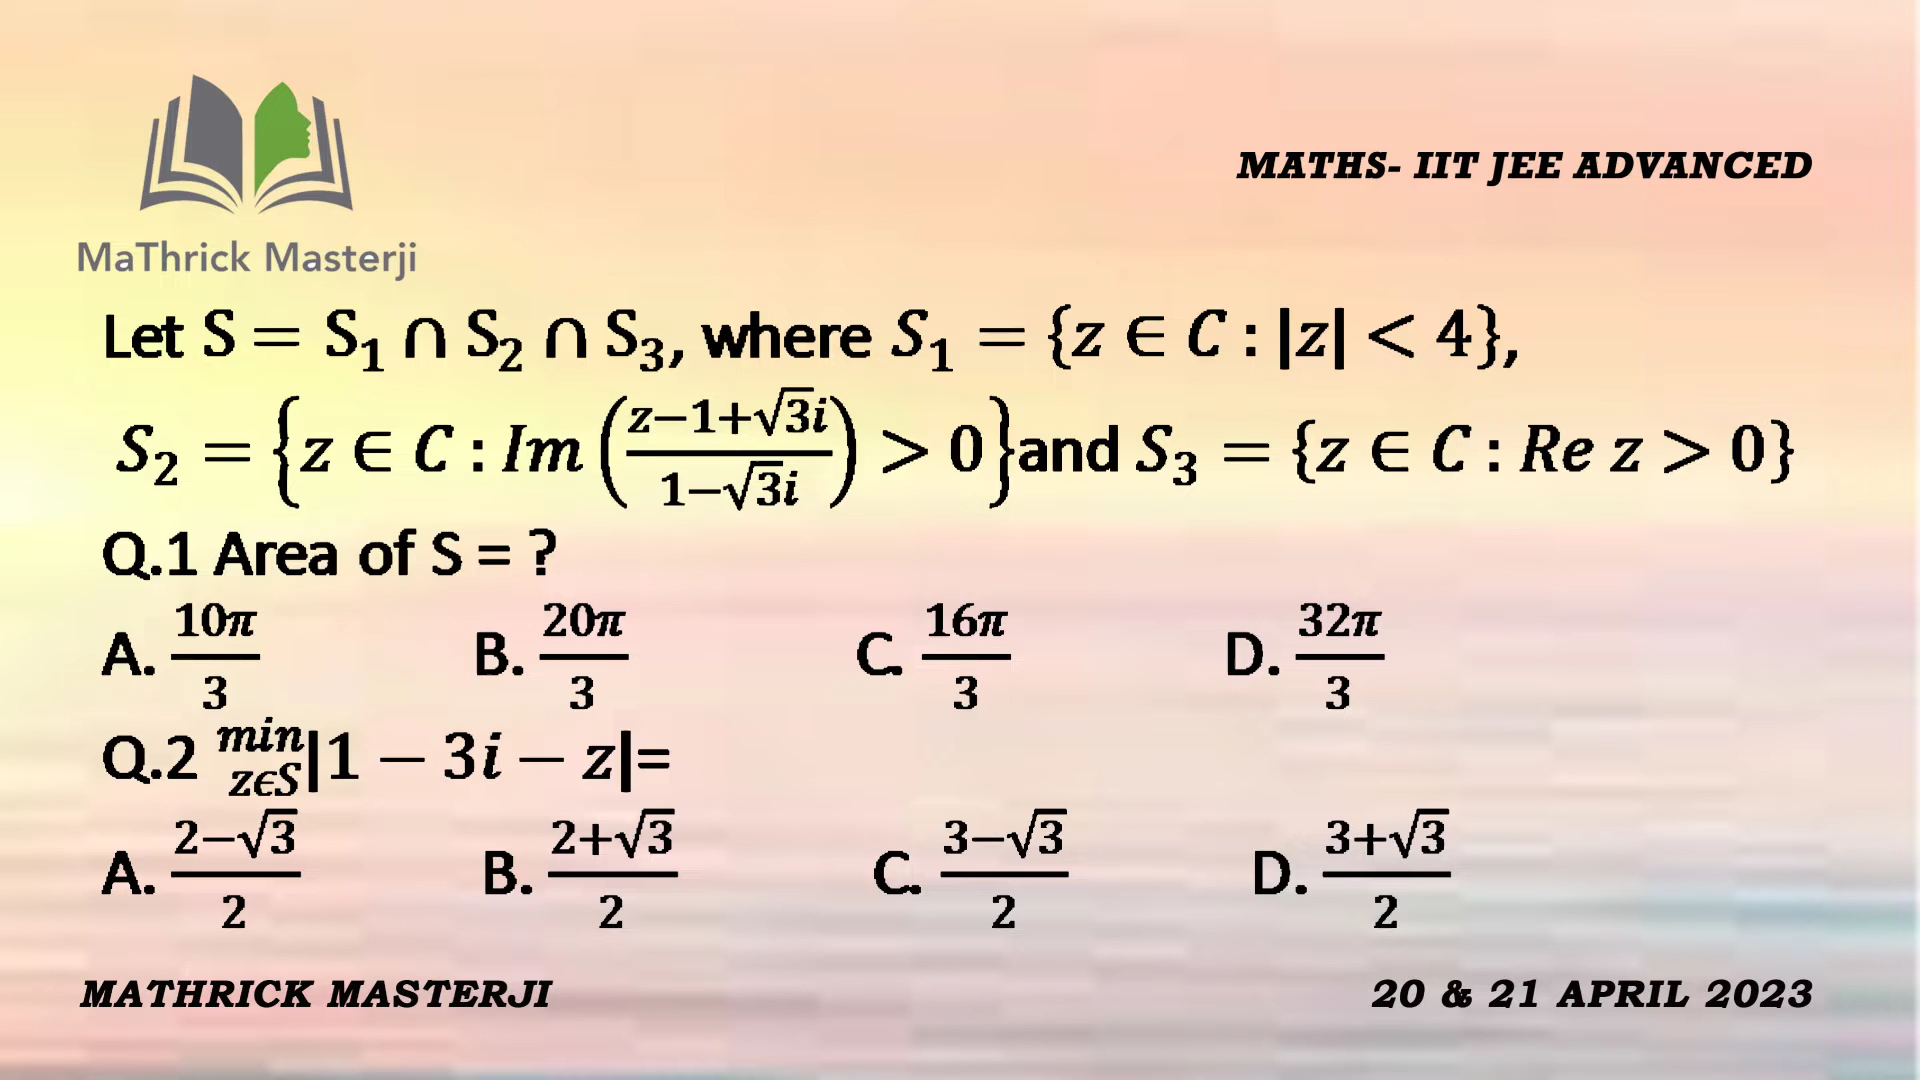 MATHS- IIT JEE ADVANCED
MaThrick Masterji
Let S = S₁ ∩ S₂ ∩ S₃, where S₁ = {z ∈ C : |z| < 4},
S₂ = {z ∈ C : Im((z−1+√3i)/(1−√3i)) > 0} and S₃ = {z ∈ C : Re z > 0}
Q.1 Area of S = ?
A. 10π/3 B. 20π/3 C. 16π/3 D. 32π/3
Q.2 min z∈S |1 − 3i − z|=
A. (2−√3)/2 B. (2+√3)/2 C. (3−√3)/2 D. (3+√3)/2
MATHRICK MASTERJI 20 & 21 APRIL 2023